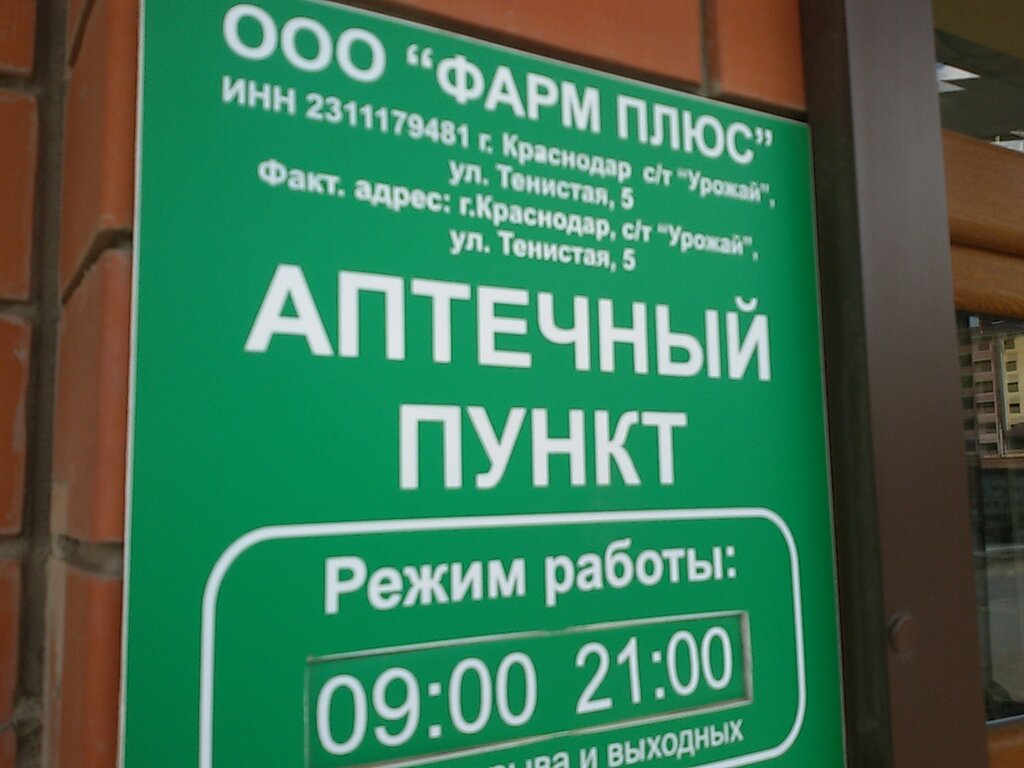 ООО “ФАРМ ПЛЮС”
ИНН 2311179481 г. Краснодар с/т “Урожай”,
ул. Тенистая, 5
Факт. адрес: г.Краснодар, с/т “Урожай”,
ул. Тенистая, 5
АПТЕЧНЫЙ
ПУНКТ
Режим работы:
09:00 21:00
и выходных